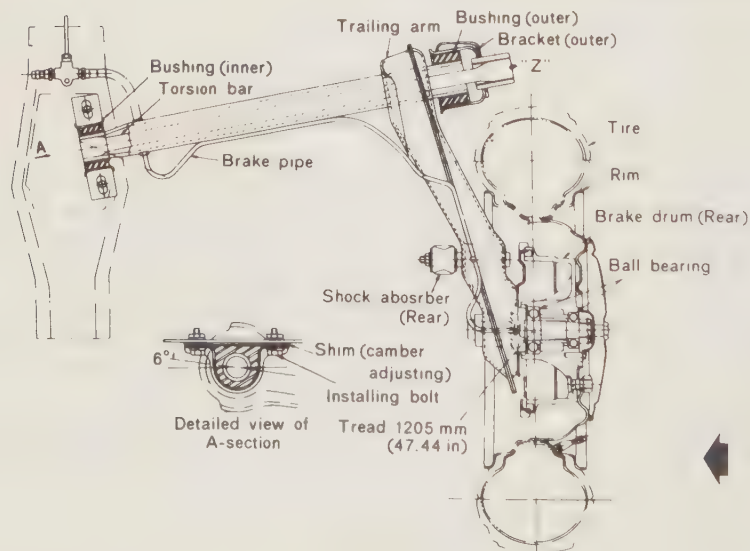 Trailing arm
Bushing (outer)
Bracket (outer)
"Z"
Bushing (inner)
Torsion bar
A
Brake pipe
Tire
Rim
Brake drum (Rear)
Ball bearing
Shock abosrber
(Rear)
6°
Shim (camber
adjusting)
Installing bolt
Detailed view of
A-section
Tread 1205 mm
(47.44 in)